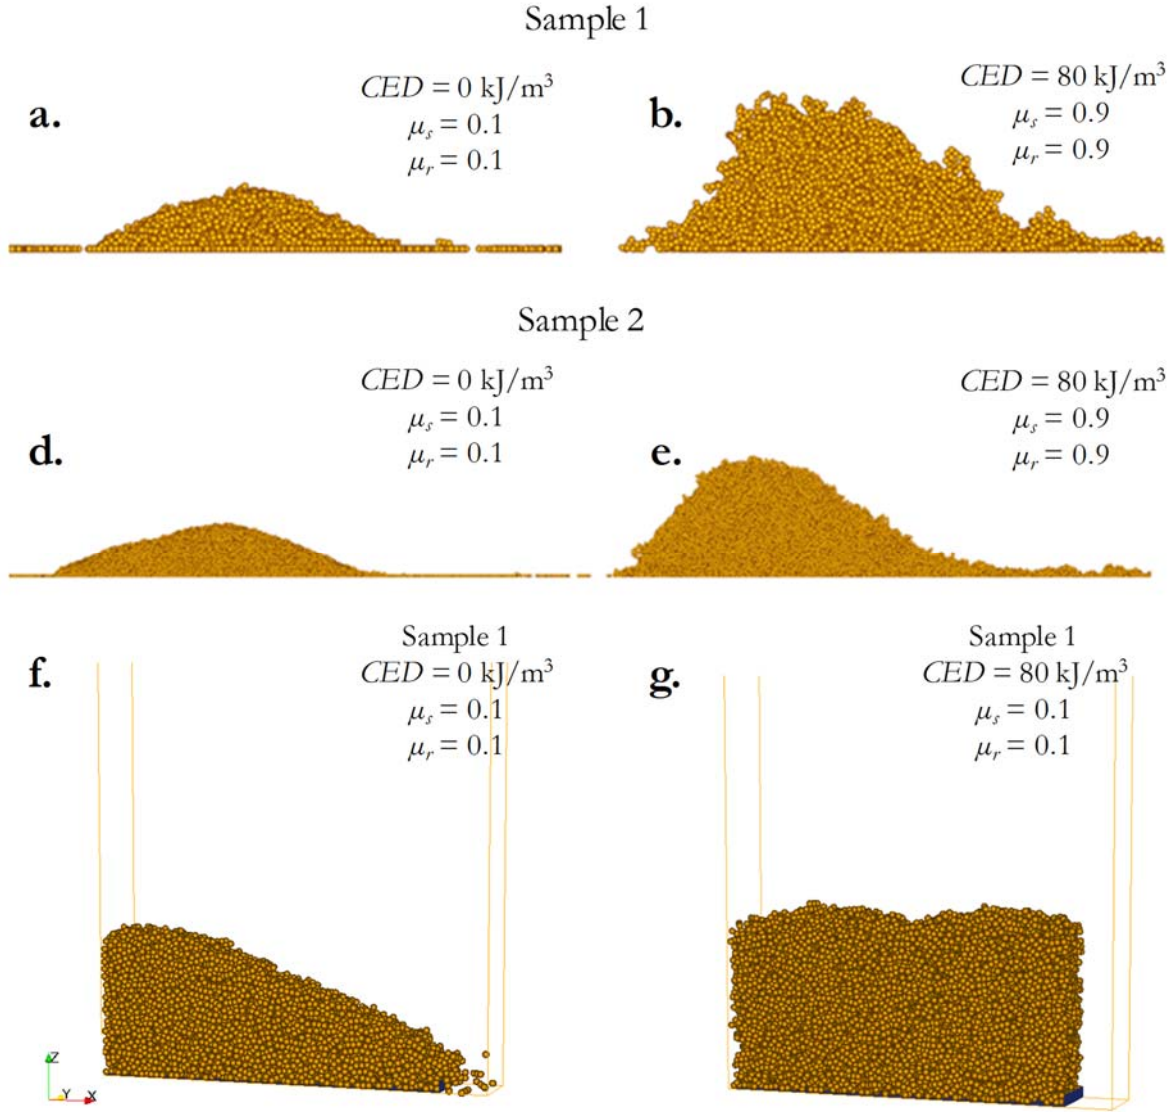 Sample 1
a.
CED = 0 kJ/m³
μs = 0.1
μr = 0.1
b.
CED = 80 kJ/m³
μs = 0.9
μr = 0.9
Sample 2
d.
CED = 0 kJ/m³
μs = 0.1
μr = 0.1
e.
CED = 80 kJ/m³
μs = 0.9
μr = 0.9
f.
Sample 1
CED = 0 kJ/m³
μs = 0.1
μr = 0.1
g.
Sample 1
CED = 80 kJ/m³
μs = 0.1
μr = 0.1
Z
Y
X